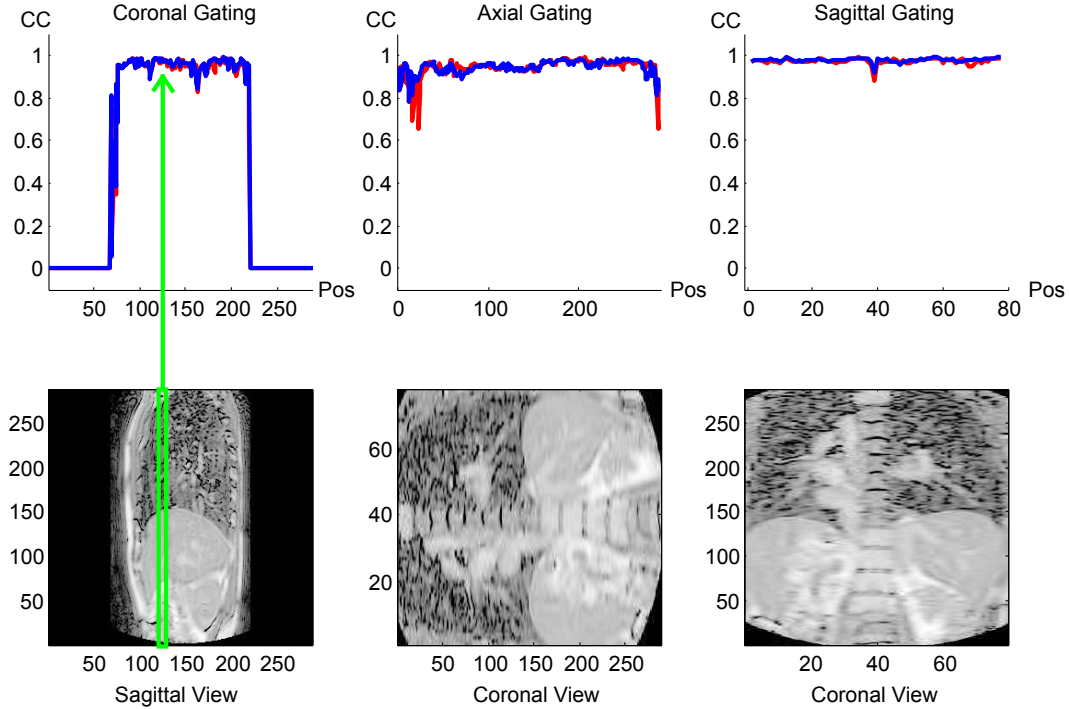 CC Coronal Gating
1
0.8
0.6
0.4
0.2
0
50 100 150 200 250
Pos
CC Axial Gating
1
0.8
0.6
0.4
0.2
0
0 100 200
Pos
CC Sagittal Gating
1
0.8
0.6
0.4
0.2
0
0 20 40 60 80
Pos
250
200
150
100
50
50 100 150 200 250
Sagittal View
60
40
20
50 100 150 200 250
Coronal View
250
200
150
100
50
20 40 60
Coronal View